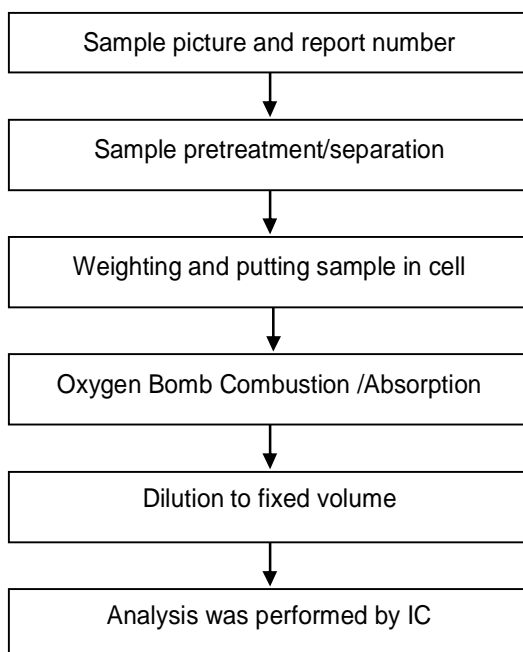 Sample picture and report number
Sample pretreatment/separation
Weighting and putting sample in cell
Oxygen Bomb Combustion /Absorption
Dilution to fixed volume
Analysis was performed by IC